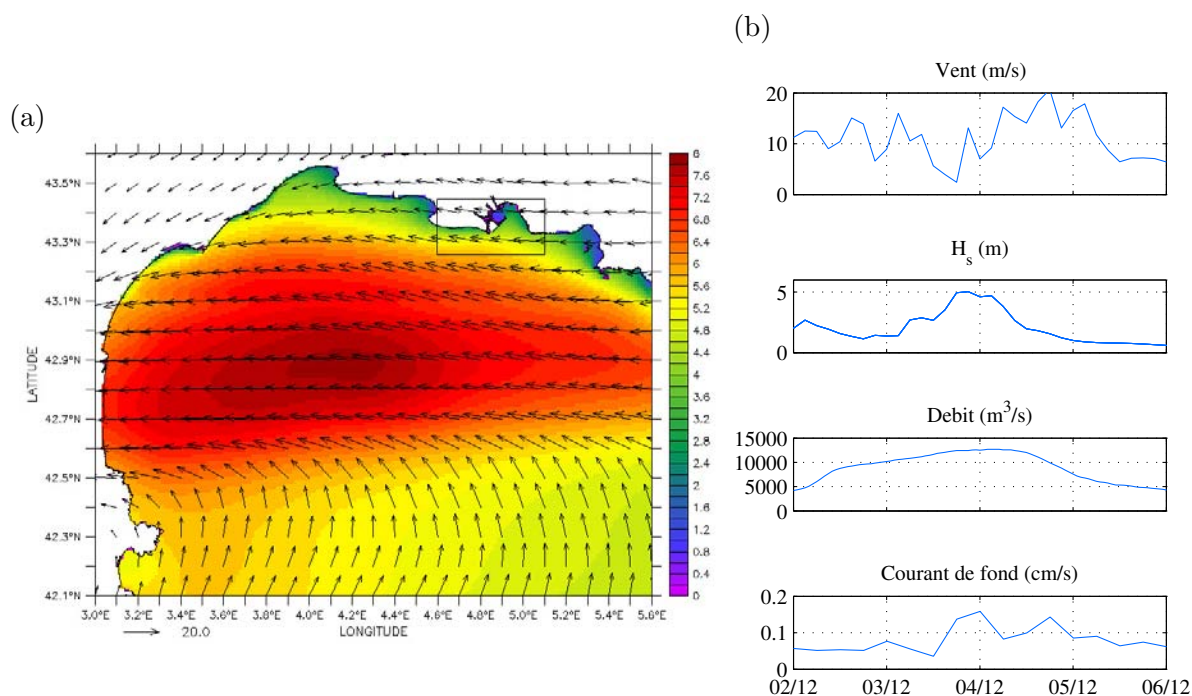 (a)
43.5°N
43.3°N
43.1°N
42.9°N
42.7°N
42.5°N
42.3°N
42.1°N
LATITUDE
3.0°E 3.2°E 3.4°E 3.6°E 3.8°E 4.0°E 4.2°E 4.4°E 4.6°E 4.8°E 5.0°E 5.2°E 5.4°E 5.6°E
20.0 LONGITUDE
8
7.6
7.2
6.8
6.4
6
5.6
5.2
4.8
4.4
4
3.6
3.2
2.8
2.4
2
1.6
1.2
0.8
0.4
0
(b)
Vent (m/s)
20
10
0
H_s (m)
5
0
Debit (m³/s)
15000
10000
5000
0
Courant de fond (cm/s)
0.2
0.1
0
02/12 03/12 04/12 05/12 06/12